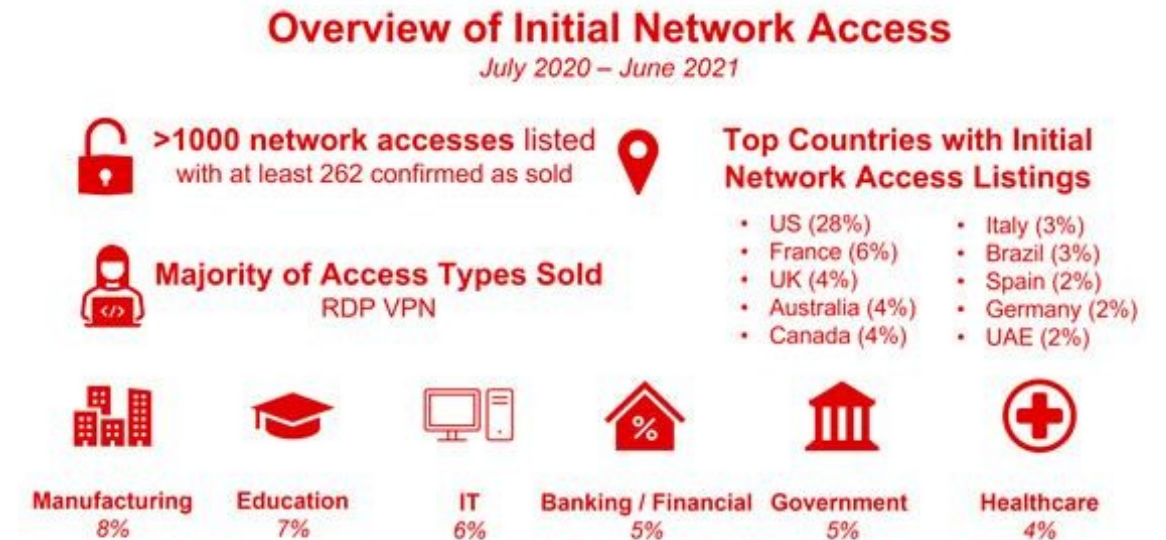 Overview of Initial Network Access
July 2020 – June 2021
>1000 network accesses listed
with at least 262 confirmed as sold
Majority of Access Types Sold
RDP VPN
</>
Top Countries with Initial
Network Access Listings
• US (28%)
• France (6%)
• UK (4%)
• Australia (4%)
• Canada (4%)
• Italy (3%)
• Brazil (3%)
• Spain (2%)
• Germany (2%)
• UAE (2%)
%
Manufacturing
8%
Education
7%
IT
6%
Banking / Financial
5%
Government
5%
Healthcare
4%